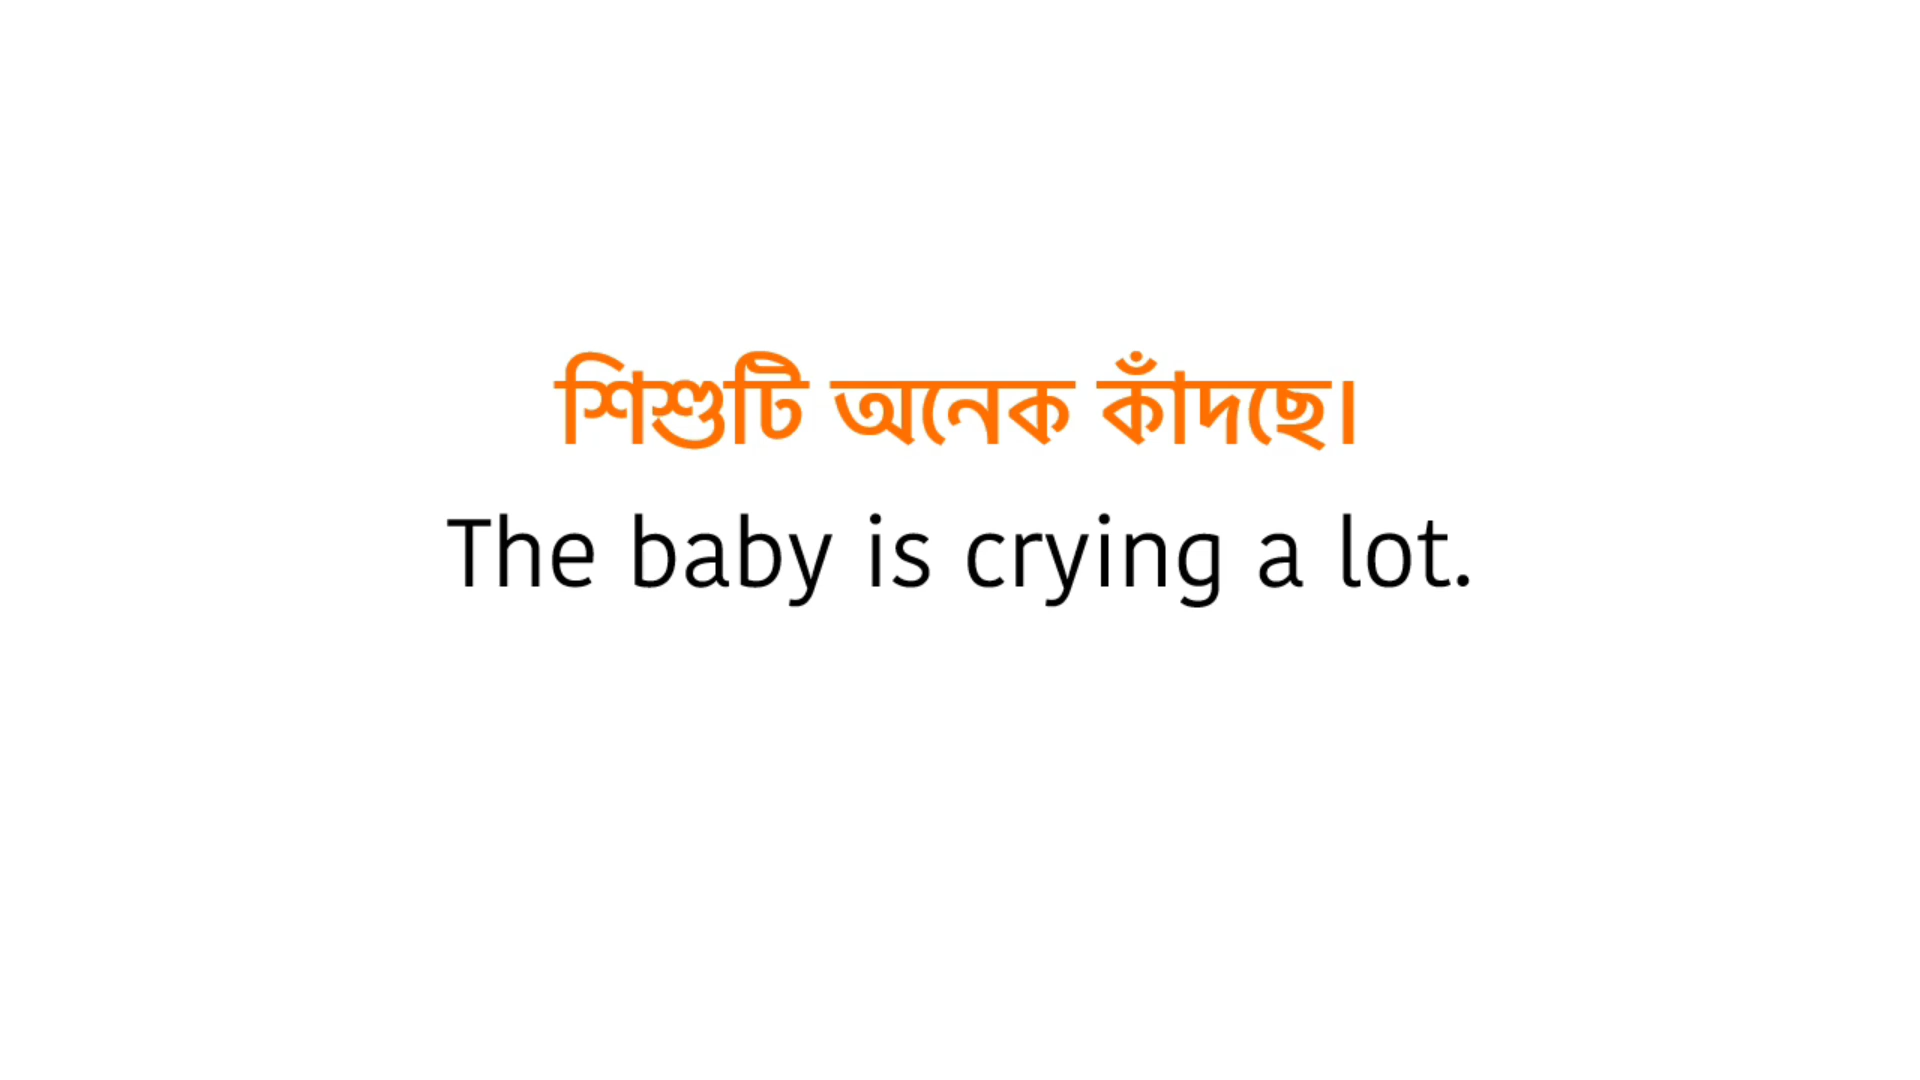 শিশুটি অনেক কাঁদছে।
The baby is crying a lot.